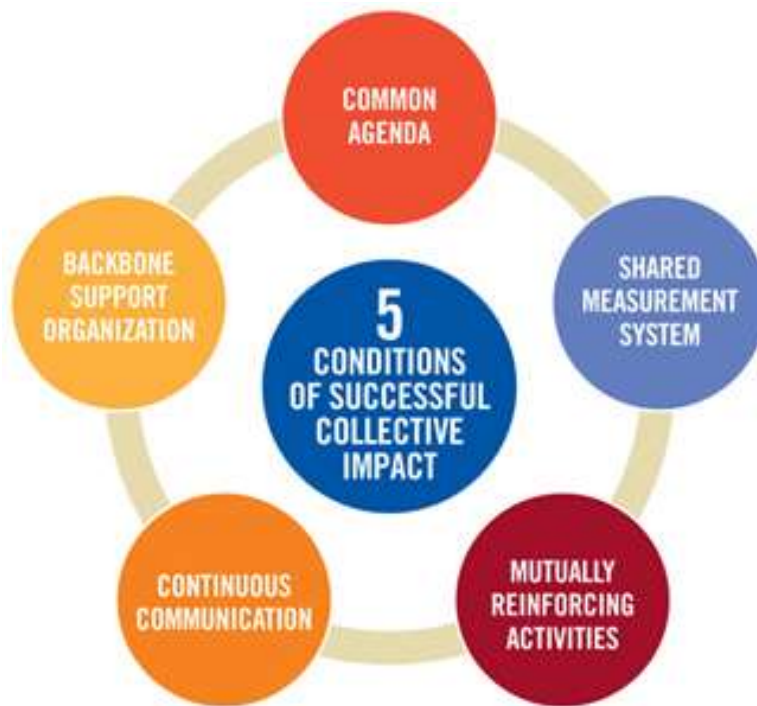 COMMON
AGENDA
SHARED
MEASUREMENT
SYSTEM
MUTUALLY
REINFORCING
ACTIVITIES
CONTINUOUS
COMMUNICATION
BACKBONE
SUPPORT
ORGANIZATION
5
CONDITIONS
OF SUCCESSFUL
COLLECTIVE
IMPACT